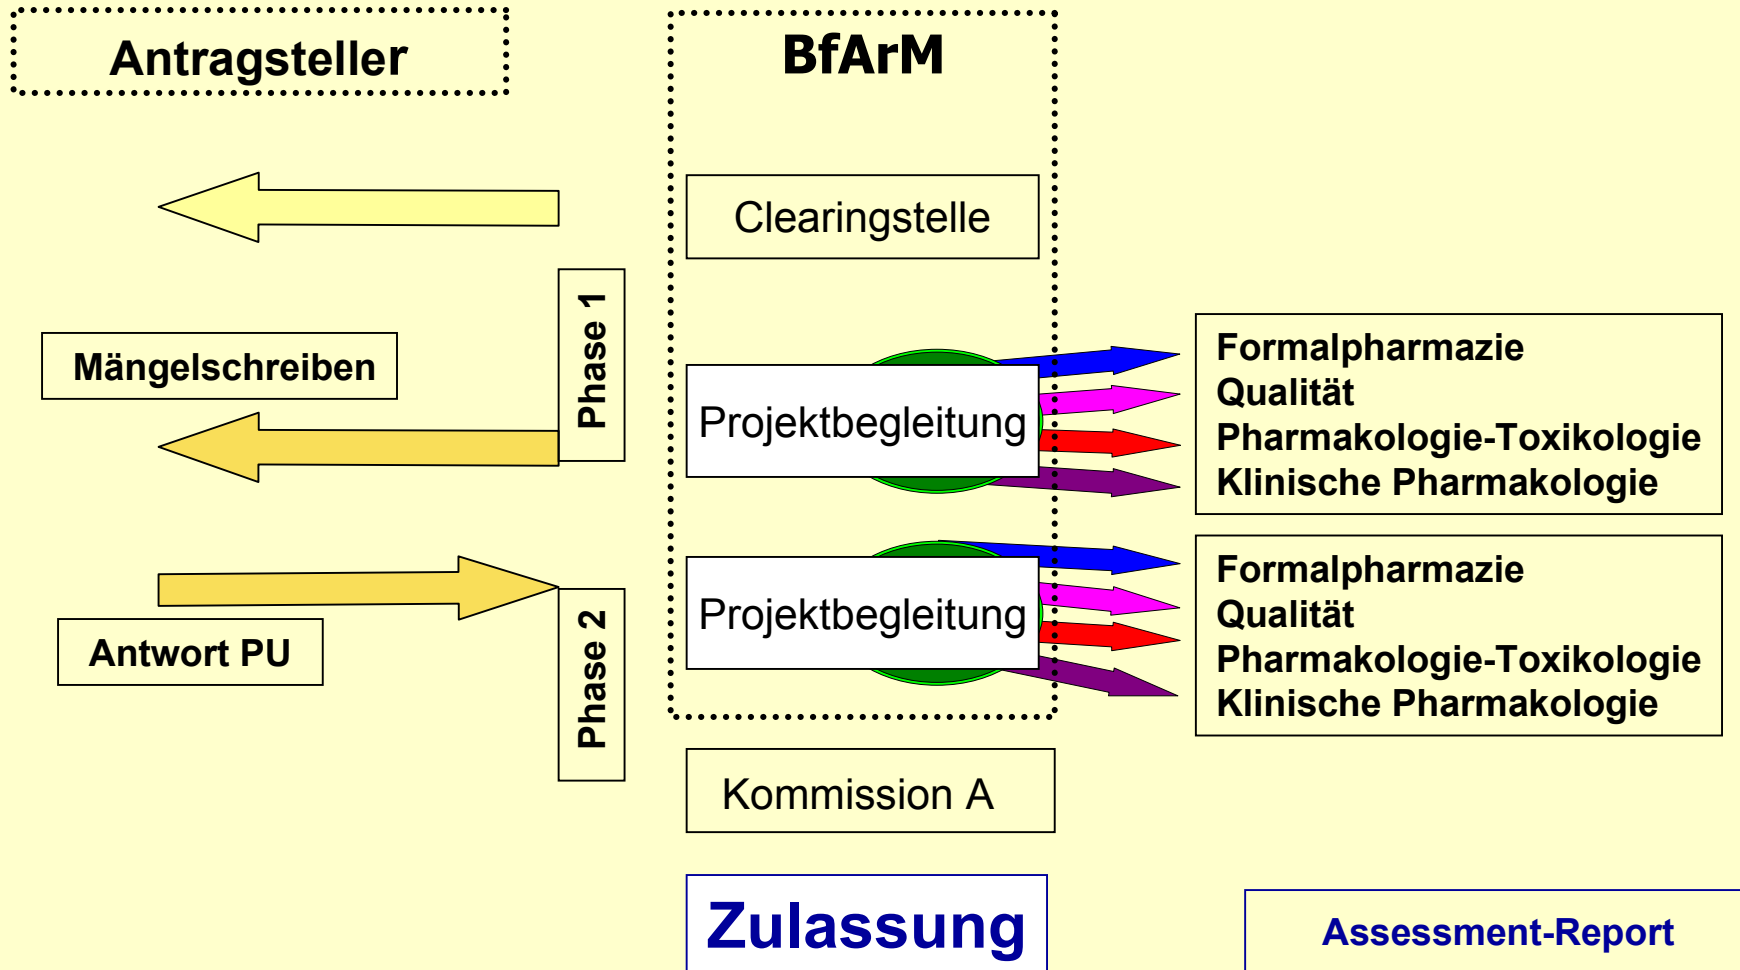 Antragsteller
BfArM
Clearingstelle
Phase 1
Mängelschreiben
Projektbegleitung
Formalpharmazie
Qualität
Pharmakologie-Toxikologie
Klinische Pharmakologie
Antwort PU
Phase 2
Projektbegleitung
Formalpharmazie
Qualität
Pharmakologie-Toxikologie
Klinische Pharmakologie
Kommission A
Zulassung
Assessment-Report